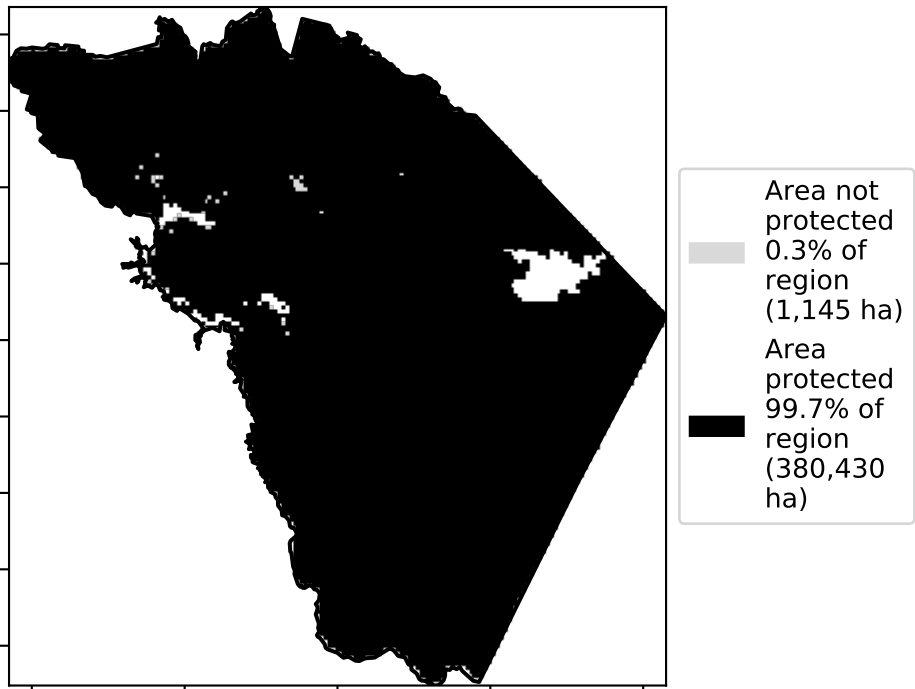 Area not
protected
0.3% of
region
(1,145 ha)
Area
protected
99.7% of
region
(380,430
ha)